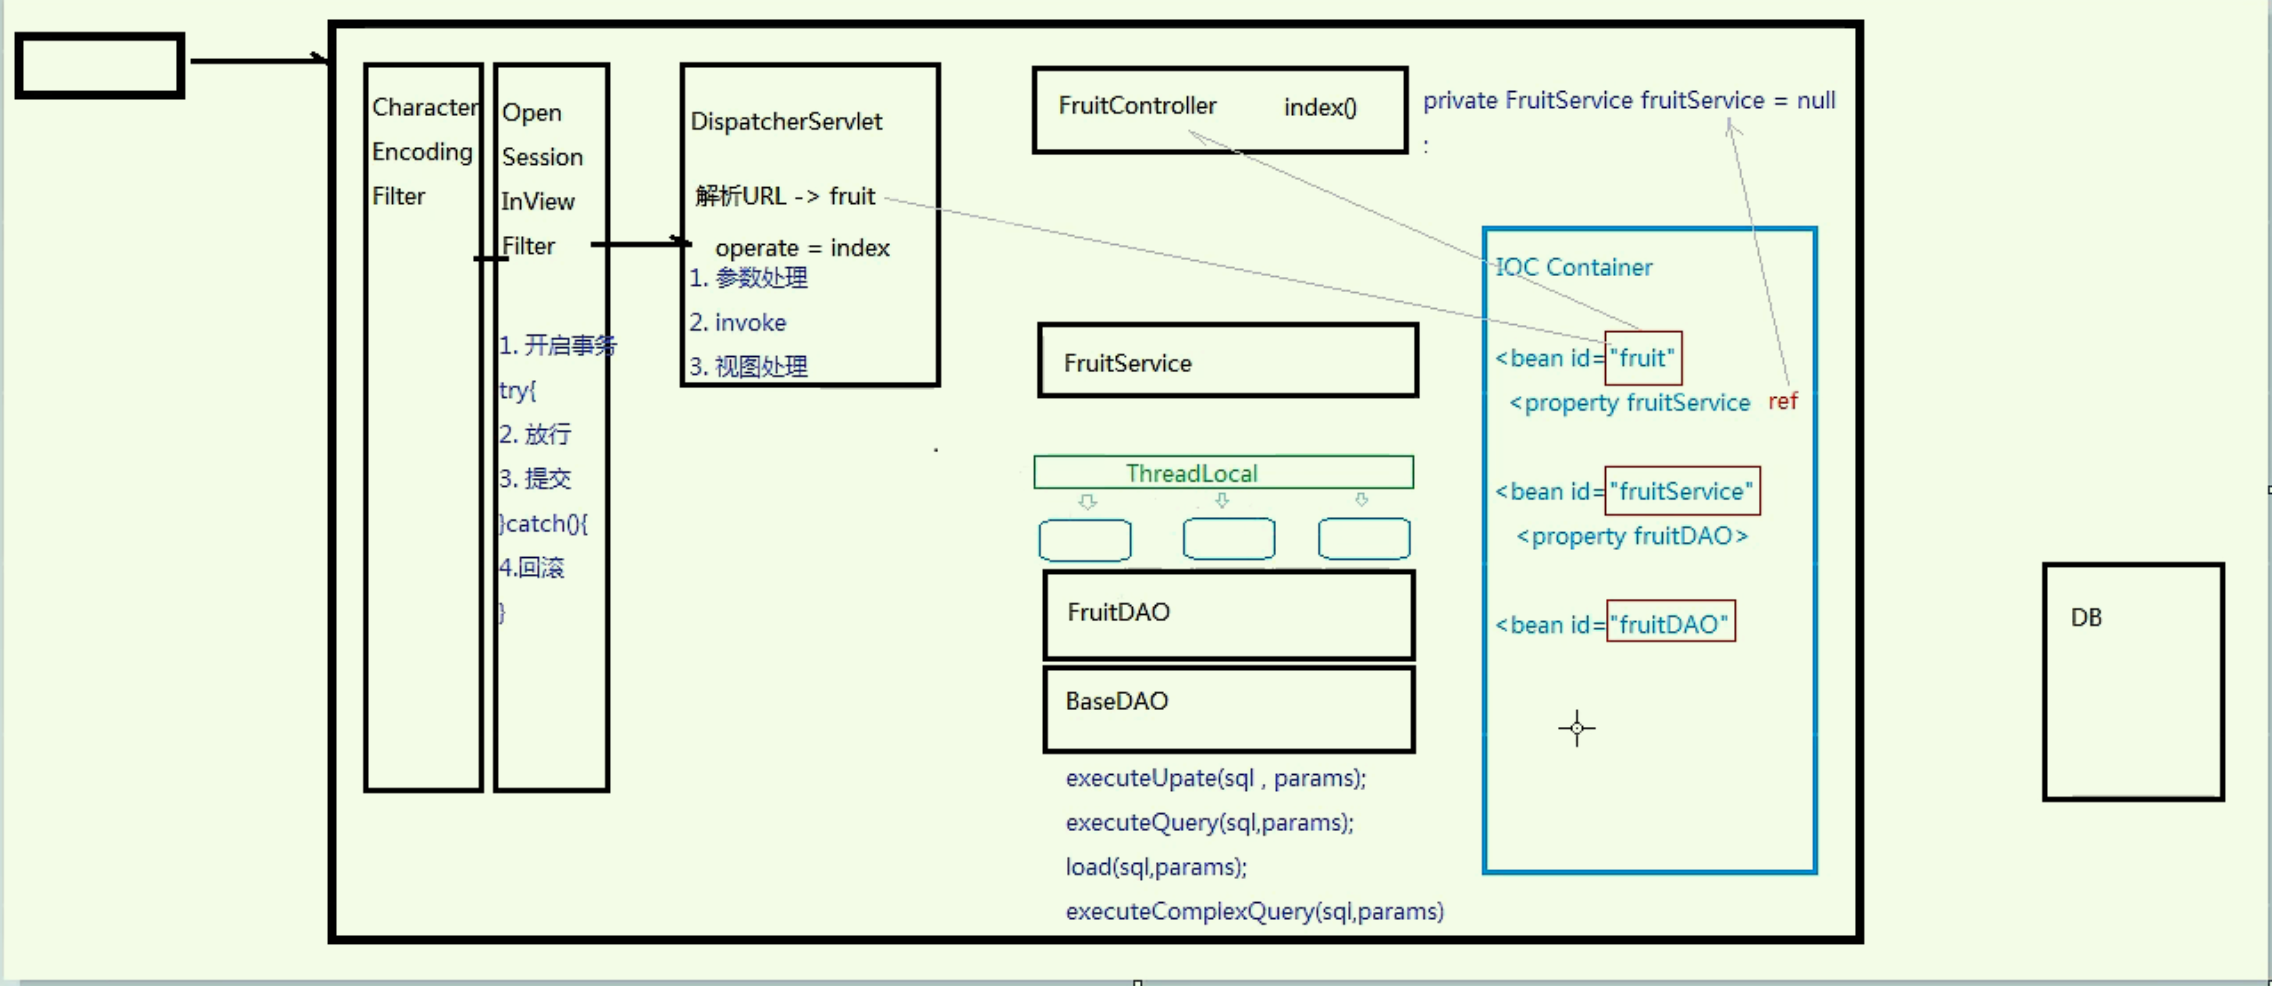 Character
Encoding
Filter
Open
Session
InView
Filter
1. 开启事务
try{
2. 放行
3. 提交
}catch(){
4.回滚
}
DispatcherServlet
解析URL -> fruit
operate = index
1. 参数处理
2. invoke
3. 视图处理
FruitController index()
private FruitService fruitService = null
;
FruitService
ThreadLocal
FruitDAO
BaseDAO
executeUpate(sql , params);
executeQuery(sql,params);
load(sql,params);
executeComplexQuery(sql,params)
IOC Container
<bean id="fruit"
<property fruitService ref
<bean id="fruitService"
<property fruitDAO>
<bean id="fruitDAO"
DB